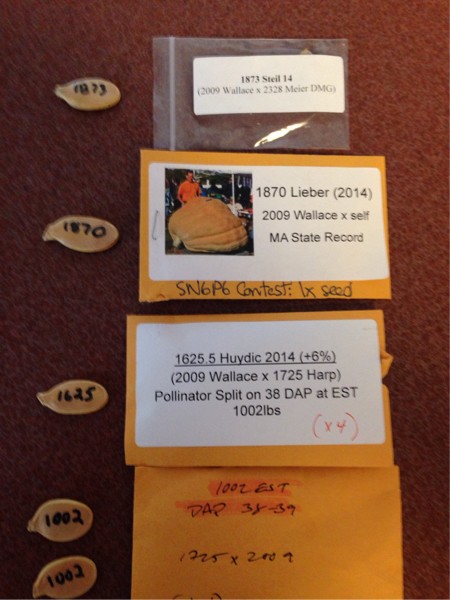 1873
1873 Steil 14
(2009 Wallace x 2328 Meier DMG)
1870
1870 Lieber (2014)
2009 Wallace x self
MA State Record
SN6P6 Contest: 1x seed
1625
1625.5 Huydic 2014 (+6%)
(2009 Wallace x 1725 Harp)
Pollinator Split on 38 DAP at EST
1002lbs
(x4)
1002
1002 EST
DAP 38-39
1725 x 2009
1002